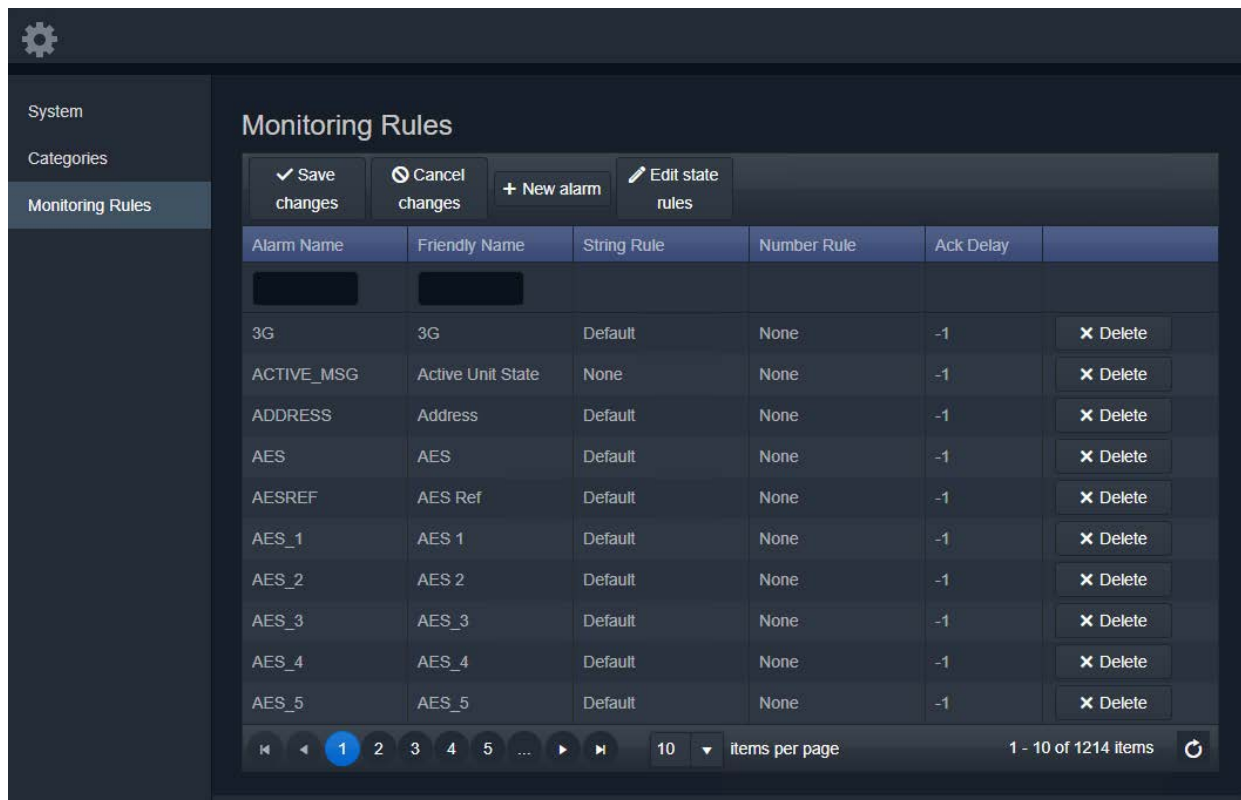 System
Categories
Monitoring Rules
Monitoring Rules
Save changes
Cancel changes
+ New alarm
Edit state rules
Alarm Name Friendly Name String Rule Number Rule Ack Delay
3G 3G Default None -1 Delete
ACTIVE_MSG Active Unit State None None -1 Delete
ADDRESS Address Default None -1 Delete
AES AES Default None -1 Delete
AESREF AES Ref Default None -1 Delete
AES_1 AES 1 Default None -1 Delete
AES_2 AES 2 Default None -1 Delete
AES_3 AES_3 Default None -1 Delete
AES_4 AES_4 Default None -1 Delete
AES_5 AES_5 Default None -1 Delete
1 2 3 4 5 ... 10 items per page 1 - 10 of 1214 items